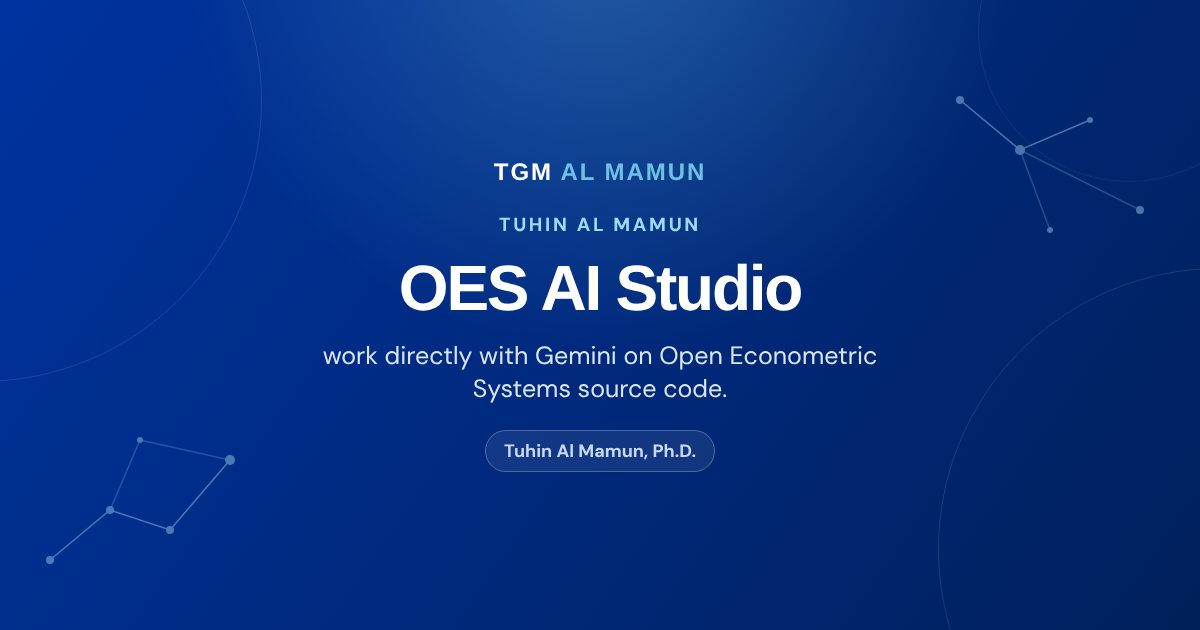 TGM AL MAMUN
TUHIN AL MAMUN
OES AI Studio
work directly with Gemini on Open Econometric
Systems source code.
Tuhin Al Mamun, Ph.D.